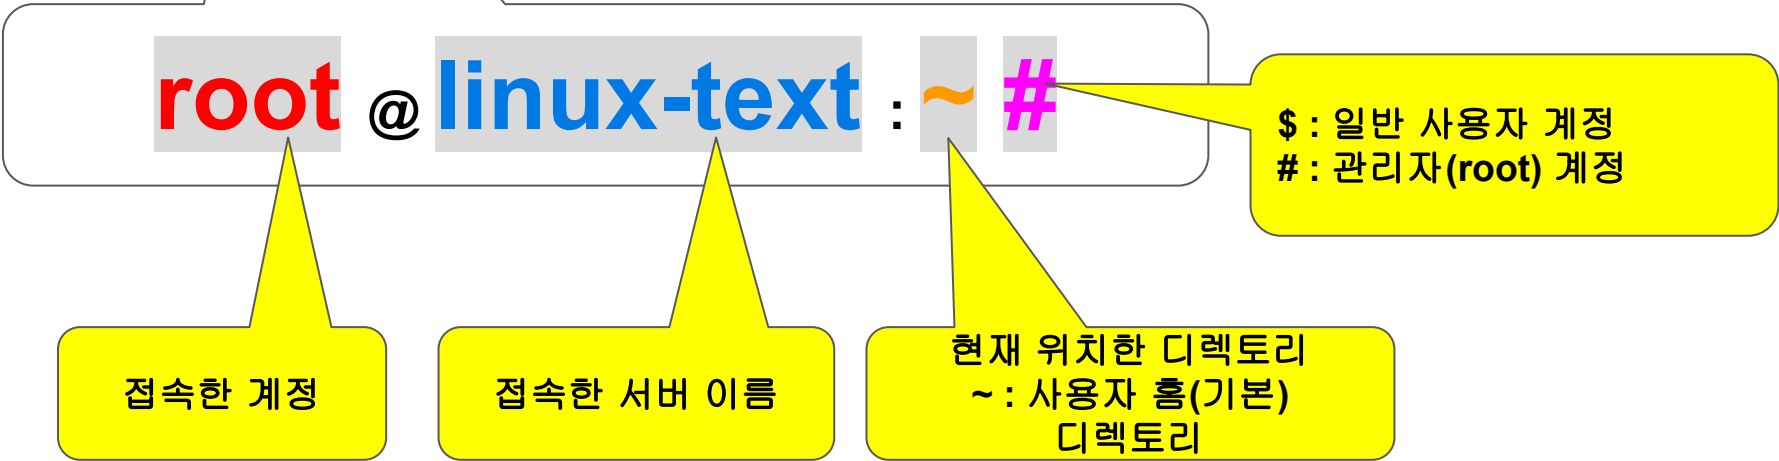 root @ linux-text : ~ #
$ : 일반 사용자 계정
# : 관리자(root) 계정
접속한 계정
접속한 서버 이름
현재 위치한 디렉토리
~ : 사용자 홈(기본)
디렉토리